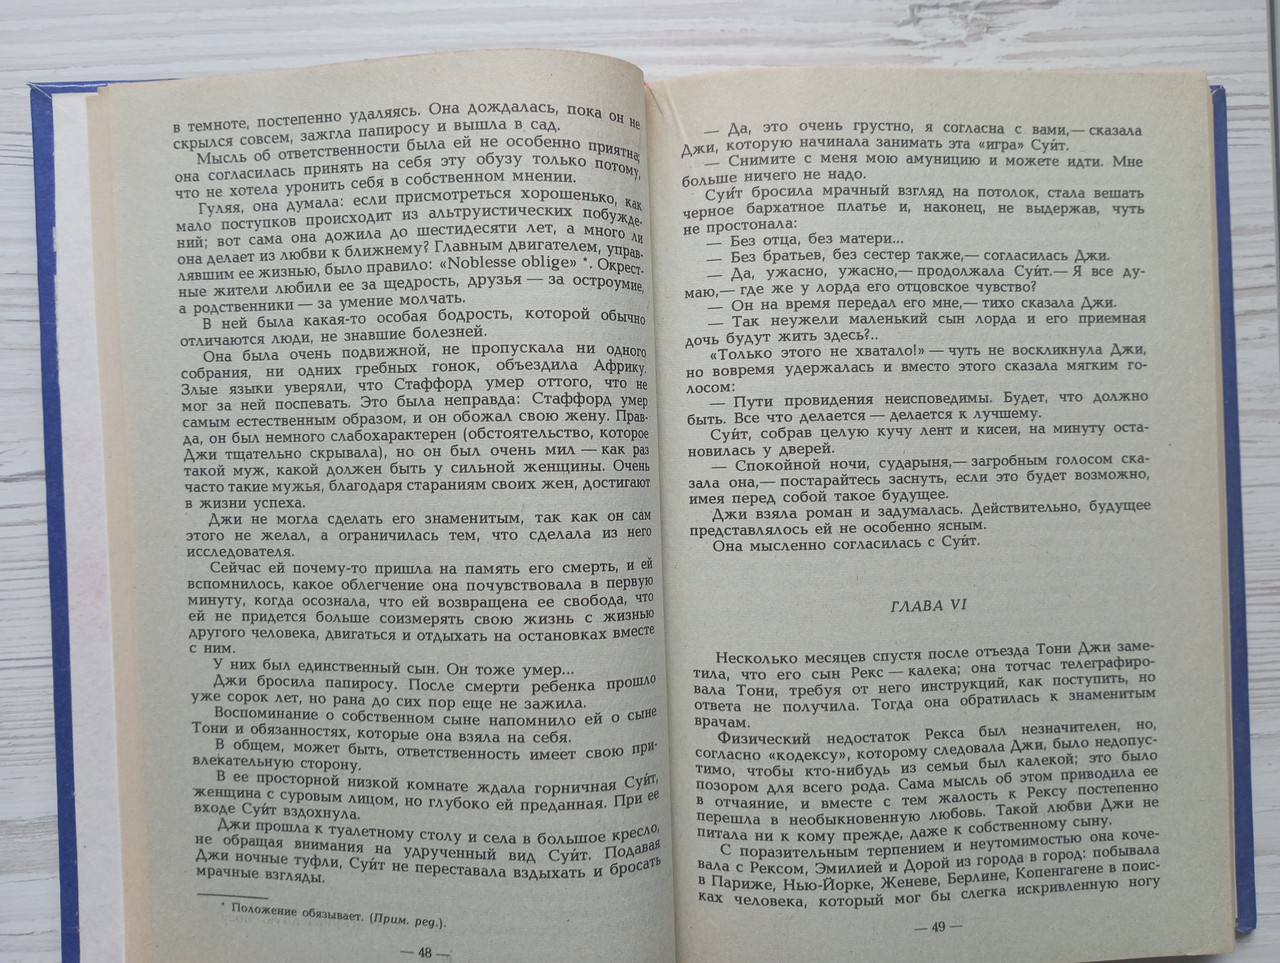 в темноте, постепенно удаляясь. Она дождалась, пока он не
скрылся совсем, зажгла папиросу и вышла в сад.
Мысль об ответственности была ей не особенно приятна;
она согласилась принять на себя эту обузу только потому,
что не хотела уронить себя в собственном мнении.
Гуляя, она думала: если присмотреться хорошенько, как
мало поступков происходит из альтруистических побужде-
ний; вот сама она дожила до шестидесяти лет, а много ли
она делает из любви к ближнему? Главным двигателем, управ-
лявшим ее жизнью, было правило: «Noblesse oblige» *. Окрест-
ные жители любили ее за щедрость, друзья — за остроумие,
а родственники — за умение молчать.
В ней была какая-то особая бодрость, которой обычно
отличаются люди, не знавшие болезней.
Она была очень подвижной, не пропускала ни одного
собрания, ни одних гребных гонок, объездила Африку.
Злые языки уверяли, что Стаффорд умер оттого, что не
мог за ней поспевать. Это была неправда: Стаффорд умер
самым естественным образом, и он обожал свою жену. Прав-
да, он был немного слабохарактерен (обстоятельство, которое
Джи тщательно скрывала), но он был очень мил — как раз
такой муж, какой должен быть у сильной женщины. Очень
часто такие мужья, благодаря стараниям своих жен, достигают
в жизни успеха.
Джи не могла сделать его знаменитым, так как он сам
этого не желал, а ограничилась тем, что сделала из него
исследователя.
Сейчас ей почему-то пришла на память его смерть, и ей
вспомнилось, какое облегчение она почувствовала в первую
минуту, когда осознала, что ей возвращена ее свобода, что
ей не придется больше соизмерять свою жизнь с жизнью
другого человека, двигаться и отдыхать на остановках вместе
с ним.
У них был единственный сын. Он тоже умер...
Джи бросила папиросу. После смерти ребенка прошло
уже сорок лет, но рана до сих пор еще не зажила.
Воспоминание о собственном сыне напомнило ей о сыне
Тони и обязанностях, которые она взяла на себя.
В общем, может быть, ответственность имеет свою при-
влекательную сторону.
В ее просторной низкой комнате ждала горничная Суйт,
женщина с суровым лицом, но глубоко ей преданная. При ее
входе Суйт вздохнула.
Джи прошла к туалетному столу и села в большое кресло,
не обращая внимания на удрученный вид Суйт. Подавая
Джи ночные туфли, Суйт не переставала вздыхать и бросать
мрачные взгляды.
* Положение обязывает. (Прим. ред.).
— 48 —
— Да, это очень грустно, я согласна с вами,— сказала
Джи, которую начинала занимать эта «игра» Суйт.
— Снимите с меня мою амуницию и можете идти. Мне
больше ничего не надо.
Суйт бросила мрачный взгляд на потолок, стала вешать
черное бархатное платье и, наконец, не выдержав, чуть
не простонала:
— Без отца, без матери...
— Без братьев, без сестер также,— согласилась Джи.
— Да, ужасно, ужасно,— продолжала Суйт.— Я все ду-
маю,— где же у лорда его отцовское чувство?
— Он на время передал его мне,— тихо сказала Джи.
— Так неужели маленький сын лорда и его приемная
дочь будут жить здесь?..
«Только этого не хватало!» — чуть не воскликнула Джи,
но вовремя удержалась и вместо этого сказала мягким го-
лосом:
— Пути провидения неисповедимы. Будет, что должно
быть. Все что делается — делается к лучшему.
Суйт, собрав целую кучу лент и кисеи, на минуту оста-
новилась у дверей.
— Спокойной ночи, сударыня,— загробным голосом ска-
зала она,— постарайтесь заснуть, если это будет возможно,
имея перед собой такое будущее.
Джи взяла роман и задумалась. Действительно, будущее
представлялось ей не особенно ясным.
Она мысленно согласилась с Суйт.
ГЛАВА VI
Несколько месяцев спустя после отъезда Тони Джи заме-
тила, что его сын Рекс — калека; она тотчас телеграфиро-
вала Тони, требуя от него инструкций, как поступить, но
ответа не получила. Тогда она обратилась к знаменитым
врачам.
Физический недостаток Рекса был незначителен, но,
согласно «кодексу», которому следовала Джи, было недопус-
тимо, чтобы кто-нибудь из семьи был калекой; это было
позором для всего рода. Сама мысль об этом приводила ее
в отчаяние, и вместе с тем жалость к Рексу постепенно
перешла в необыкновенную любовь. Такой любви Джи не
питала ни к кому прежде, даже к собственному сыну.
С поразительным терпением и неутомимостью она коче-
вала с Рексом, Эмилией и Дорой из города в город: побывала
в Париже, Нью-Йорке, Женеве, Берлине, Копенгагене в поис-
ках человека, который мог бы слегка искривленную ногу
— 49 —